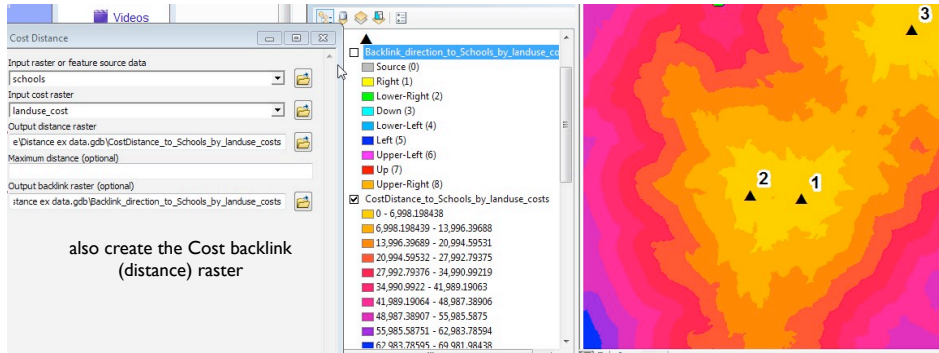 Videos
Cost Distance
Input raster or feature source data
schools
Input cost raster
landuse_cost
Output distance raster
e\Distance ex data.gdb\CostDistance_to_Schools_by_landuse_costs
Maximum distance (optional)
Output backlink raster (optional)
:tance ex data.gdb\Backlink_direction_to_Schools_by_landuse_costs
also create the Cost backlink
(distance) raster
Backlink_direction_to_Schools_by_landuse_co
Source (0)
Right (1)
Lower-Right (2)
Down (3)
Lower-Left (4)
Left (5)
Upper-Left (6)
Up (7)
Upper-Right (8)
CostDistance_to_Schools_by_landuse_costs
0 - 6,998.198438
6,998.198439 - 13,996.39688
13,996.39689 - 20,994.59531
20,994.59532 - 27,992.79375
27,992.79376 - 34,990.99219
34,990.9922 - 41,989.19063
41,989.19064 - 48,987.38906
48,987.38907 - 55,985.5875
55,985.58751 - 62,983.78594
62,983.78595 - 69,981.98438
3
2
1